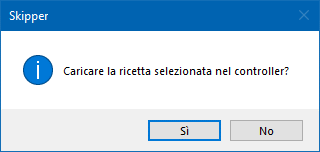 Skipper
Caricare la ricetta selezionata nel controller?
Sì
No